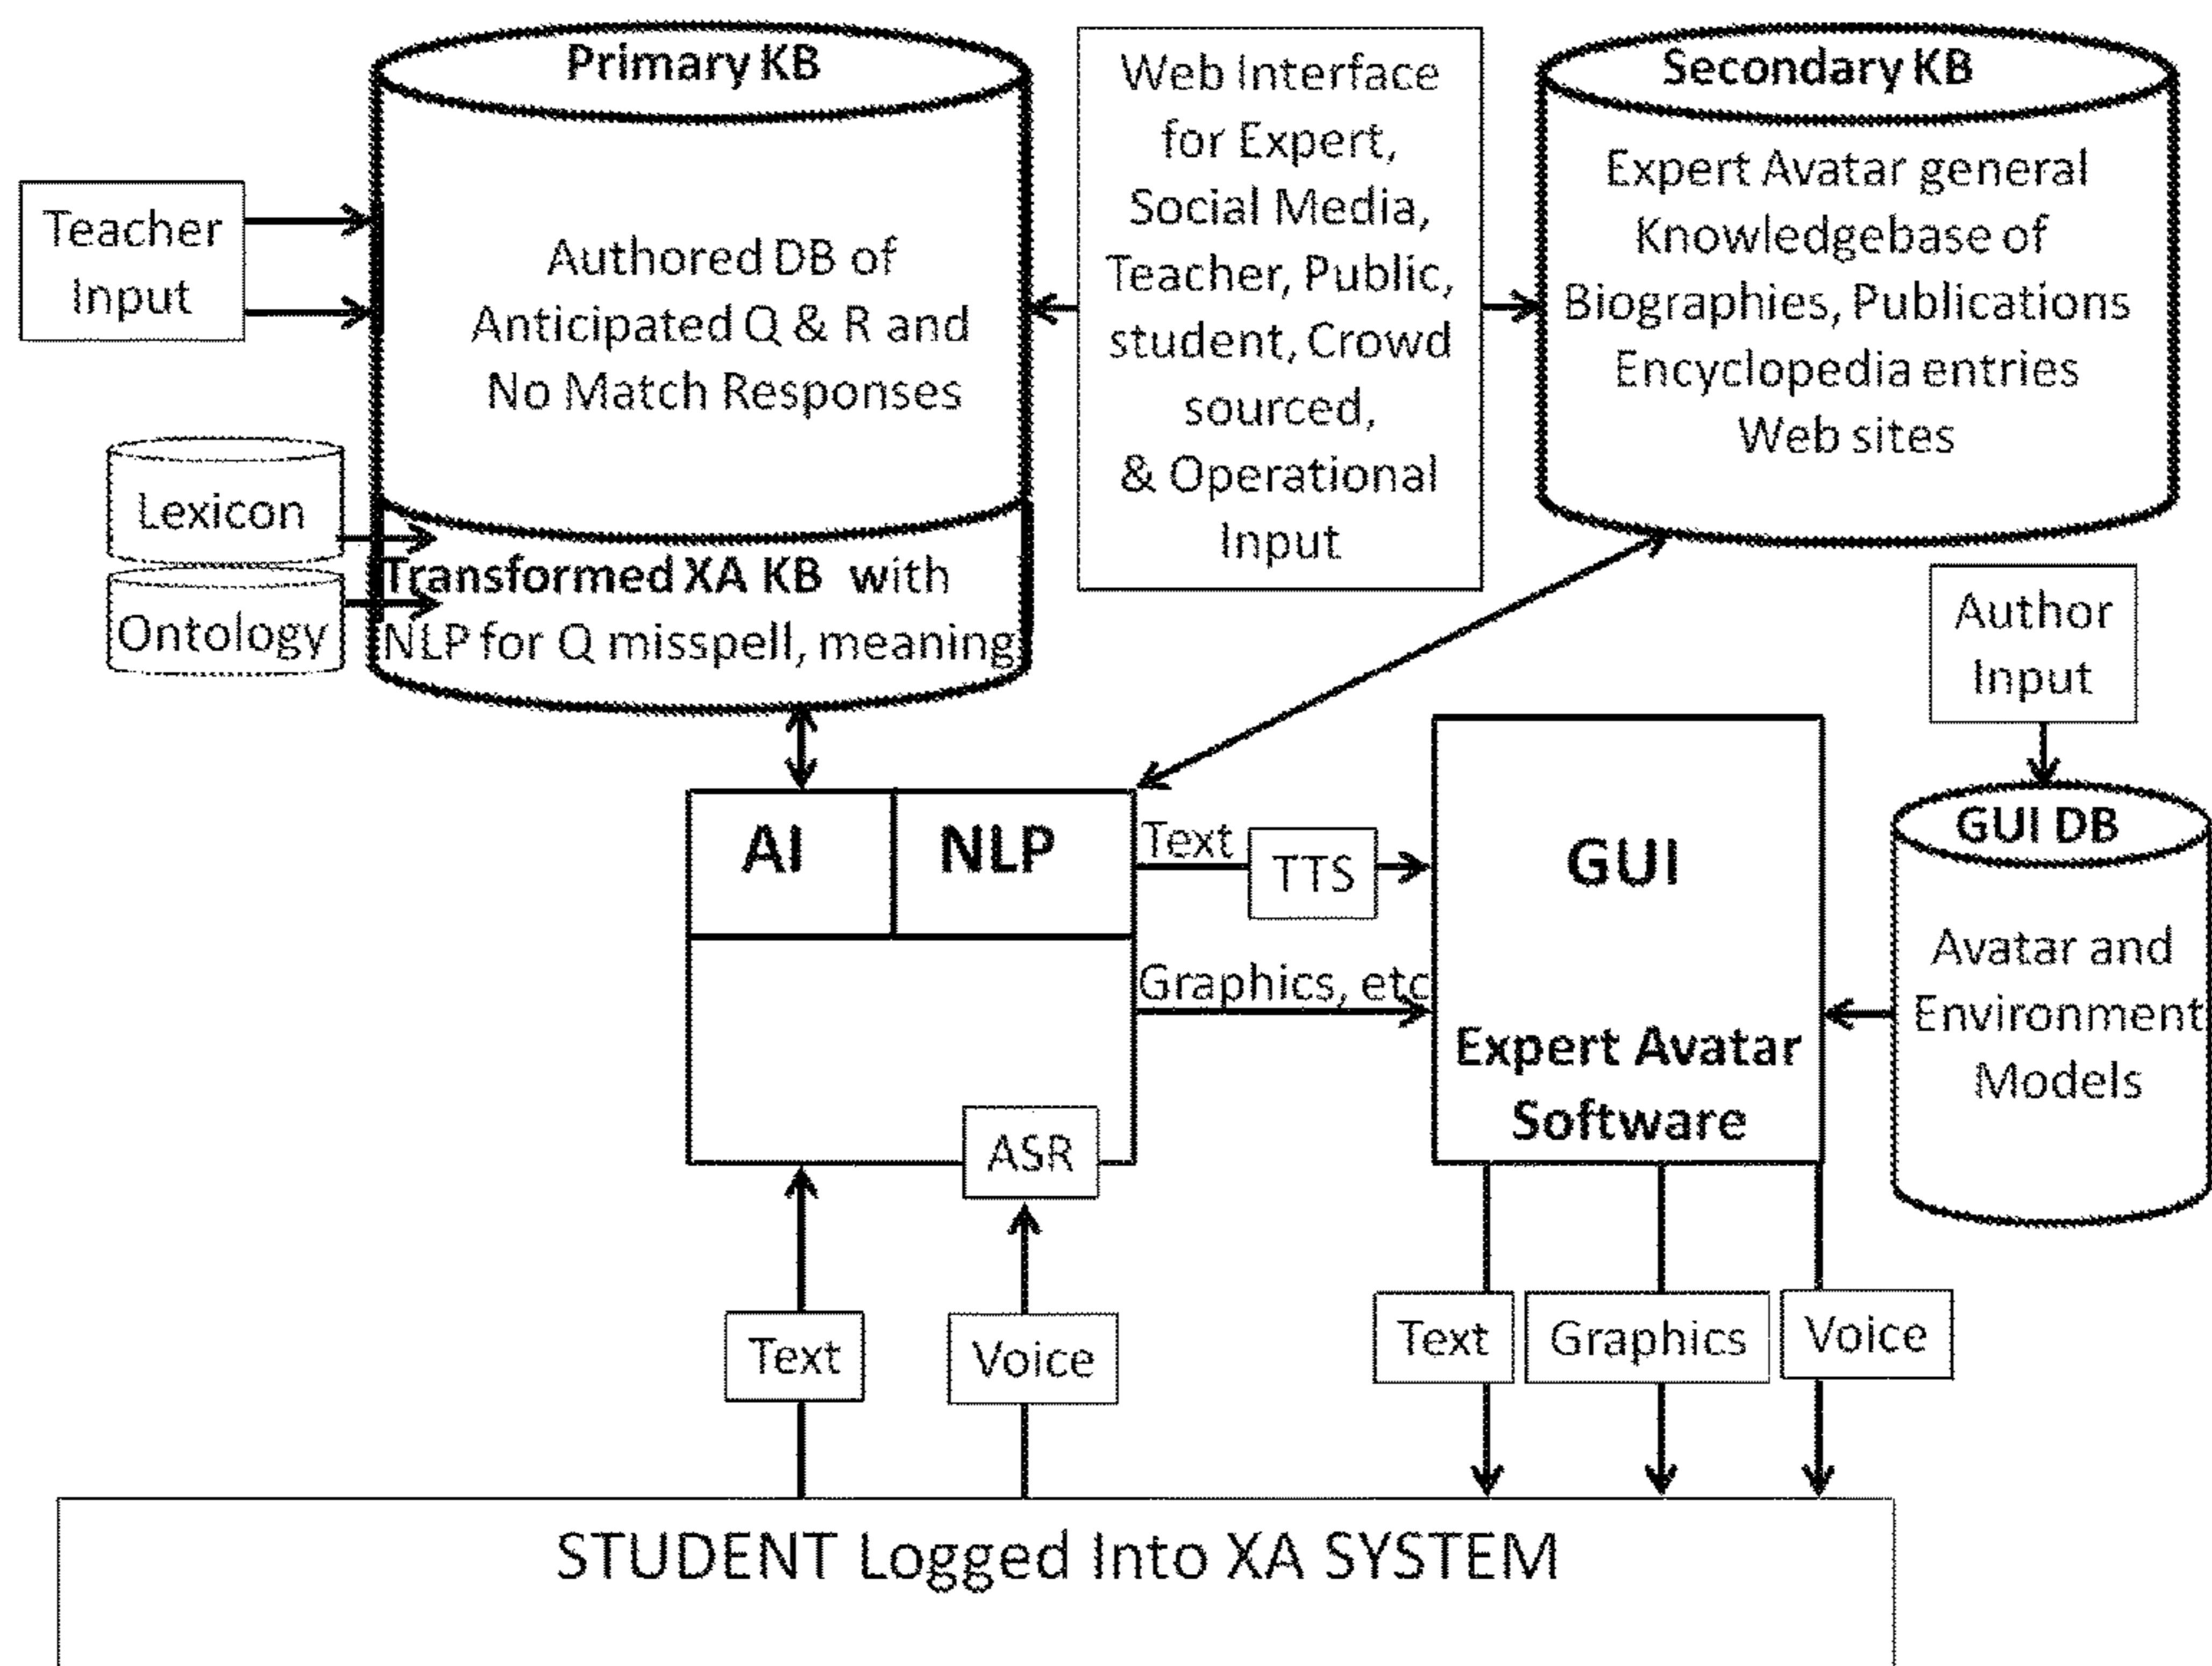 Primary KB
Authored DB of
Anticipated Q & R and
No Match Responses
Teacher
Input
Lexicon
Ontology
Transformed XA KB with
NLP for Q misspell, meaning
Web Interface
for Expert,
Social Media,
Teacher, Public,
student, Crowd
sourced,
& Operational
Input
Secondary KB
Expert Avatar general
Knowledgebase of
Biographies, Publications
Encyclopedia entries
Web sites
Author
Input
AI
NLP
Text
TTS
Graphics, etc
ASR
GUI
Expert Avatar
Software
GUI DB
Avatar and
Environment
Models
Text
Voice
Text
Graphics
Voice
STUDENT Logged Into XA SYSTEM